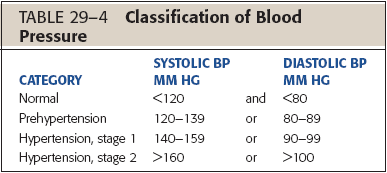 TABLE 29–4 Classification of Blood
Pressure
SYSTOLIC BP DIASTOLIC BP
CATEGORY MM HG MM HG
Normal <120 and <80
Prehypertension 120–139 or 80–89
Hypertension, stage 1 140–159 or 90–99
Hypertension, stage 2 >160 or >100